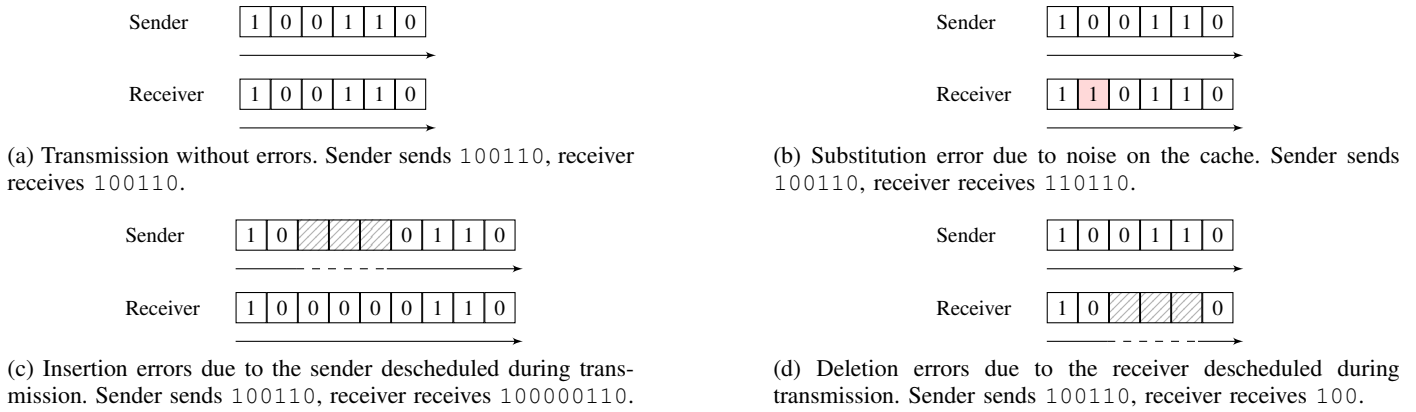 Sender 1 0 0 1 1 0
Receiver 1 0 0 1 1 0
(a) Transmission without errors. Sender sends 100110, receiver
receives 100110.
Sender 1 0 0 1 1 0
Receiver 1 1 0 1 1 0
(b) Substitution error due to noise on the cache. Sender sends
100110, receiver receives 110110.
Sender 1 0 0 1 1 0
Receiver 1 0 0 0 0 0 1 1 0
(c) Insertion errors due to the sender descheduled during trans-
mission. Sender sends 100110, receiver receives 100000110.
Sender 1 0 0 1 1 0
Receiver 1 0 0
(d) Deletion errors due to the receiver descheduled during
transmission. Sender sends 100110, receiver receives 100.